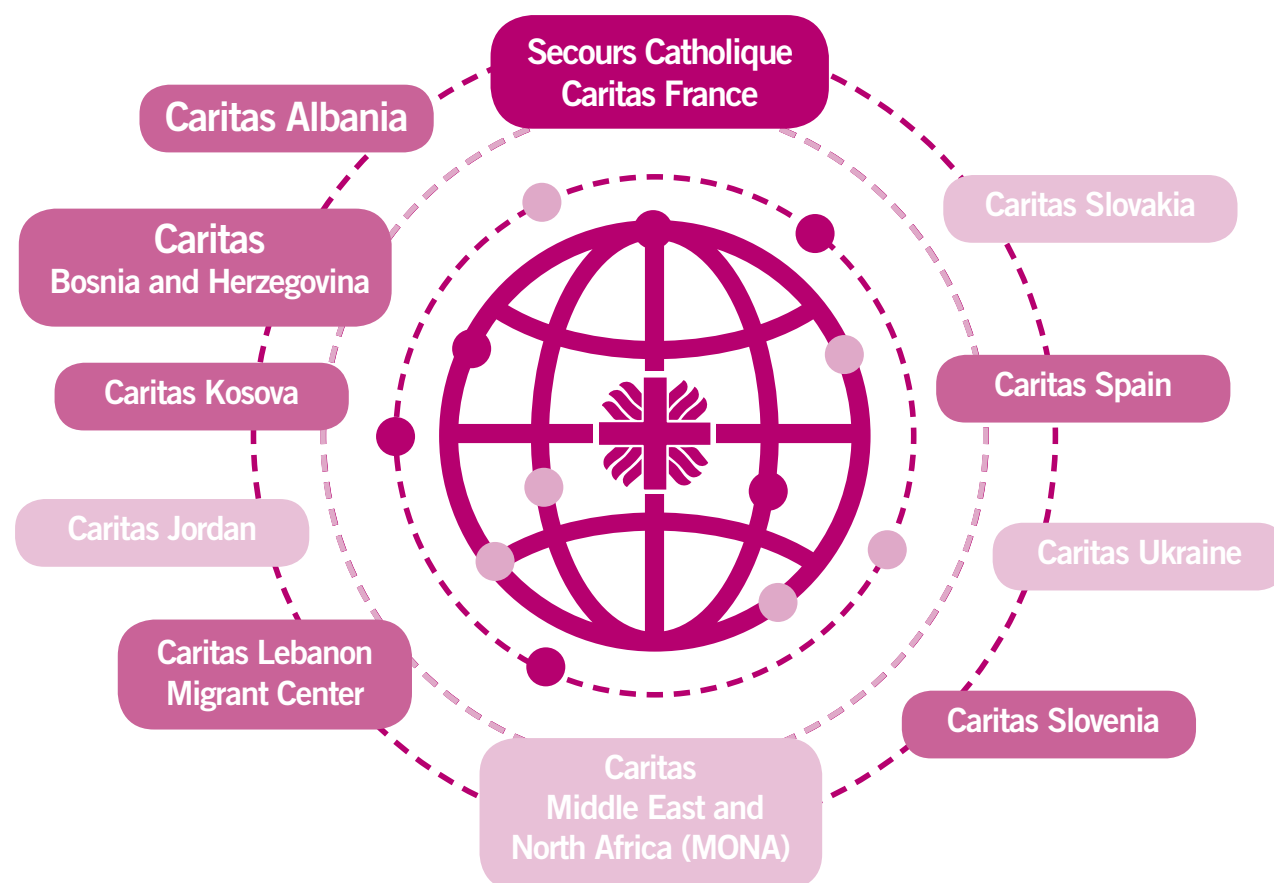 Secours Catholique
Caritas France
Caritas Albania
Caritas Slovakia
Caritas
Bosnia and Herzegovina
Caritas Kosova
Caritas Spain
Caritas Jordan
Caritas Ukraine
Caritas Lebanon
Migrant Center
Caritas Slovenia
Caritas
Middle East and
North Africa (MONA)